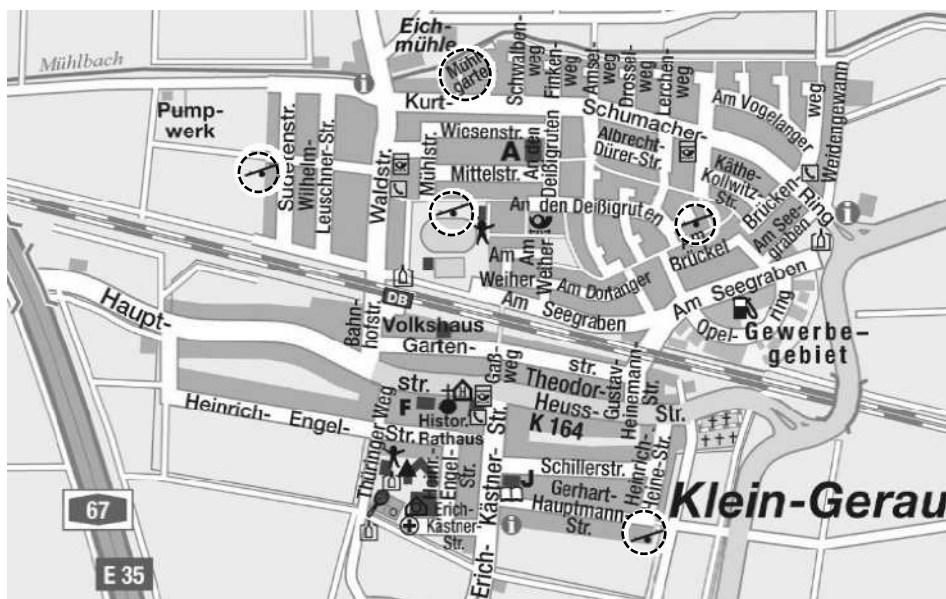 Eich-
mühle
Mühlbach
Mühl-
garten
Schwalben-
weg
Finken-
weg
Amsel-
weg
Drossel-
weg
Lerchen-
weg
Am Vogelanger
weg
Weidengewann
Kurt-
Schumacher-
Ring
Pump-
werk
Sudetenstr.
Wilhelm-
Leuschner-Str.
Waldstr.
Mühlstr.
Wiesenstr.
A
An den
Deißigruten
Albrecht-
Dürer-Str.
Mittelstr.
Käthe-
Kollwitz-
Str.
Brücken-
An den Deißigruten
Am
Brückel
Am See-
graben
Am
Weiher
Am
Weiher
Am Dorfanger
Am Seegraben
Am Seegraben
Opel-
ring
Gewerbe-
gebiet
Haupt-
str.
Bahn-
hofstr.
DB
Volkshaus
Garten-
str.
Gaß-
weg
Theodor-
Heuss-
Str.
Gustav-
Heinemann-
Str.
K 164
Heinrich-
Engel-
Str.
F
Histor.
Rathaus
Thüringer Weg
Heinr.-
Engel-
Str.
Erich-
Kästner-
Str.
Erich-
Kästner-
Str.
Schillerstr.
J
Gerhart-
Hauptmann-
Str.
Heinrich-
Heine-Str.
Klein-Gerau
67
E 35